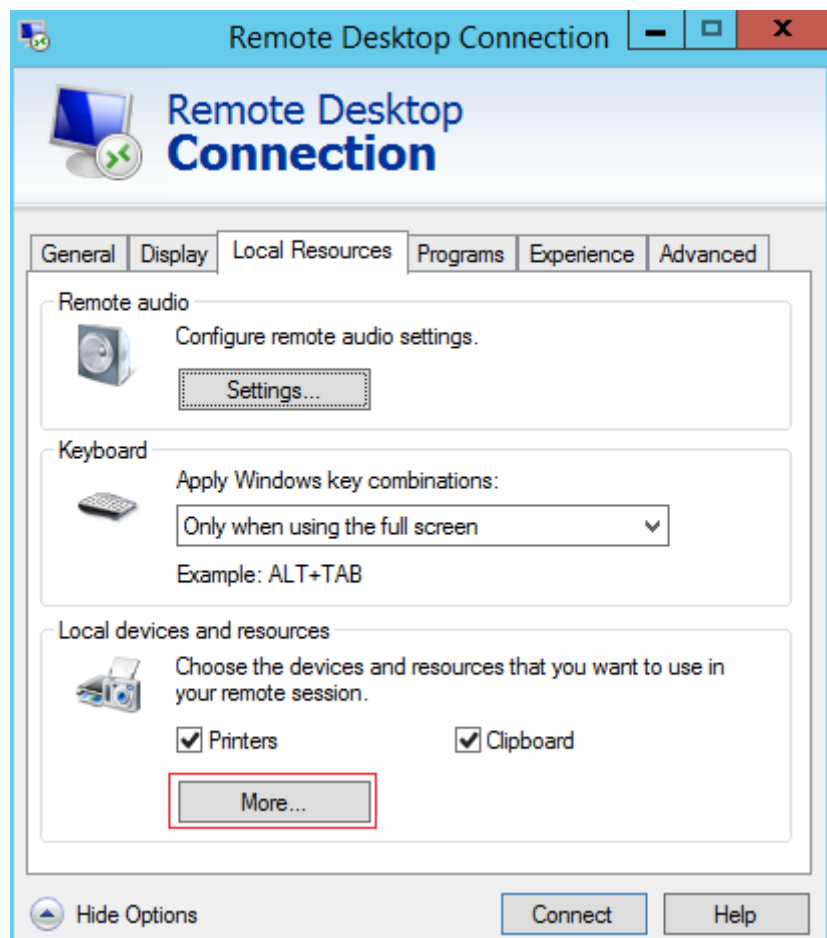 Remote Desktop Connection
Remote Desktop
Connection
General Display Local Resources Programs Experience Advanced
Remote audio
Configure remote audio settings.
Settings...
Keyboard
Apply Windows key combinations:
Only when using the full screen
Example: ALT+TAB
Local devices and resources
Choose the devices and resources that you want to use in
your remote session.
Printers Clipboard
More...
Hide Options Connect Help